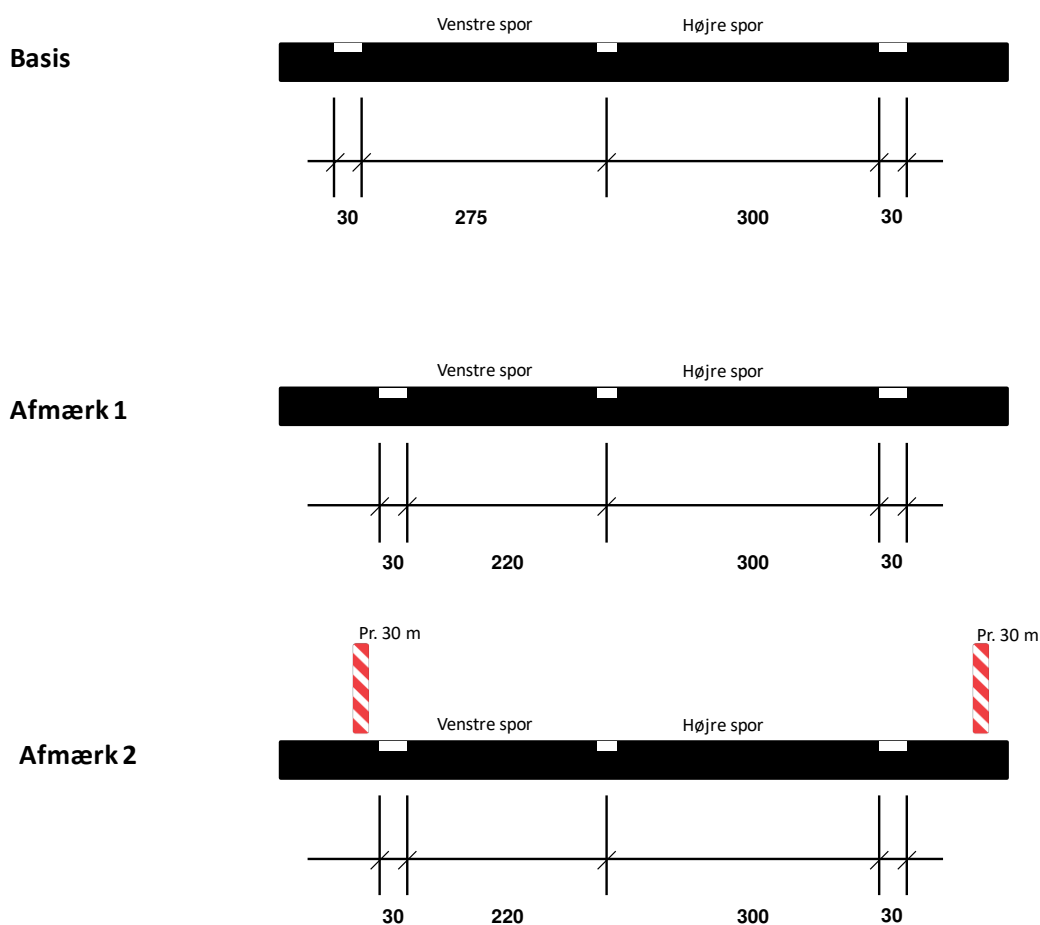 Venstre spor Højre spor
Basis
30 275 300 30
Venstre spor Højre spor
Afmærk 1
30 220 300 30
Pr. 30 m Pr. 30 m
Venstre spor Højre spor
Afmærk 2
30 220 300 30